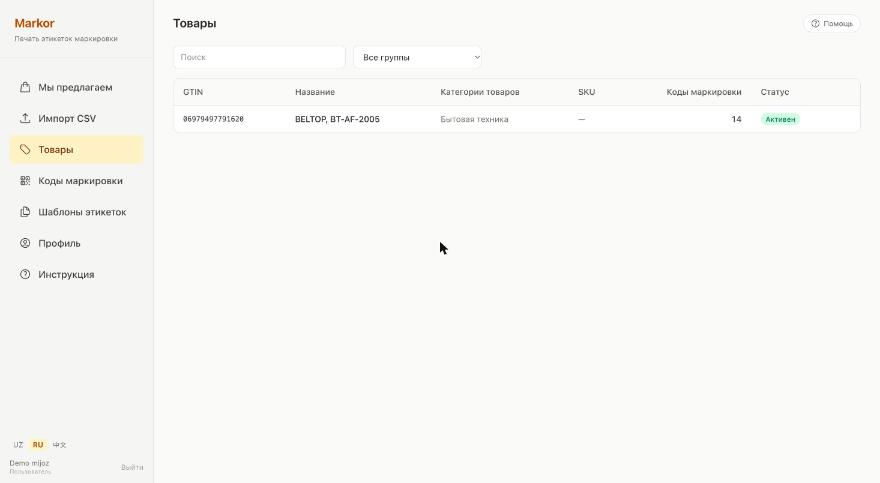 Markor
Печать этикеток маркировки
Мы предлагаем
Импорт CSV
Товары
Коды маркировки
Шаблоны этикеток
Профиль
Инструкция
UZ RU 中文
Demo mijoz
Пользователь
Выйти
Товары
Помощь
Поиск
Все группы
GTIN Название Категории товаров SKU Коды маркировки Статус
06979497791620 BELTOP, BT-AF-2005 Бытовая техника — 14 Активен